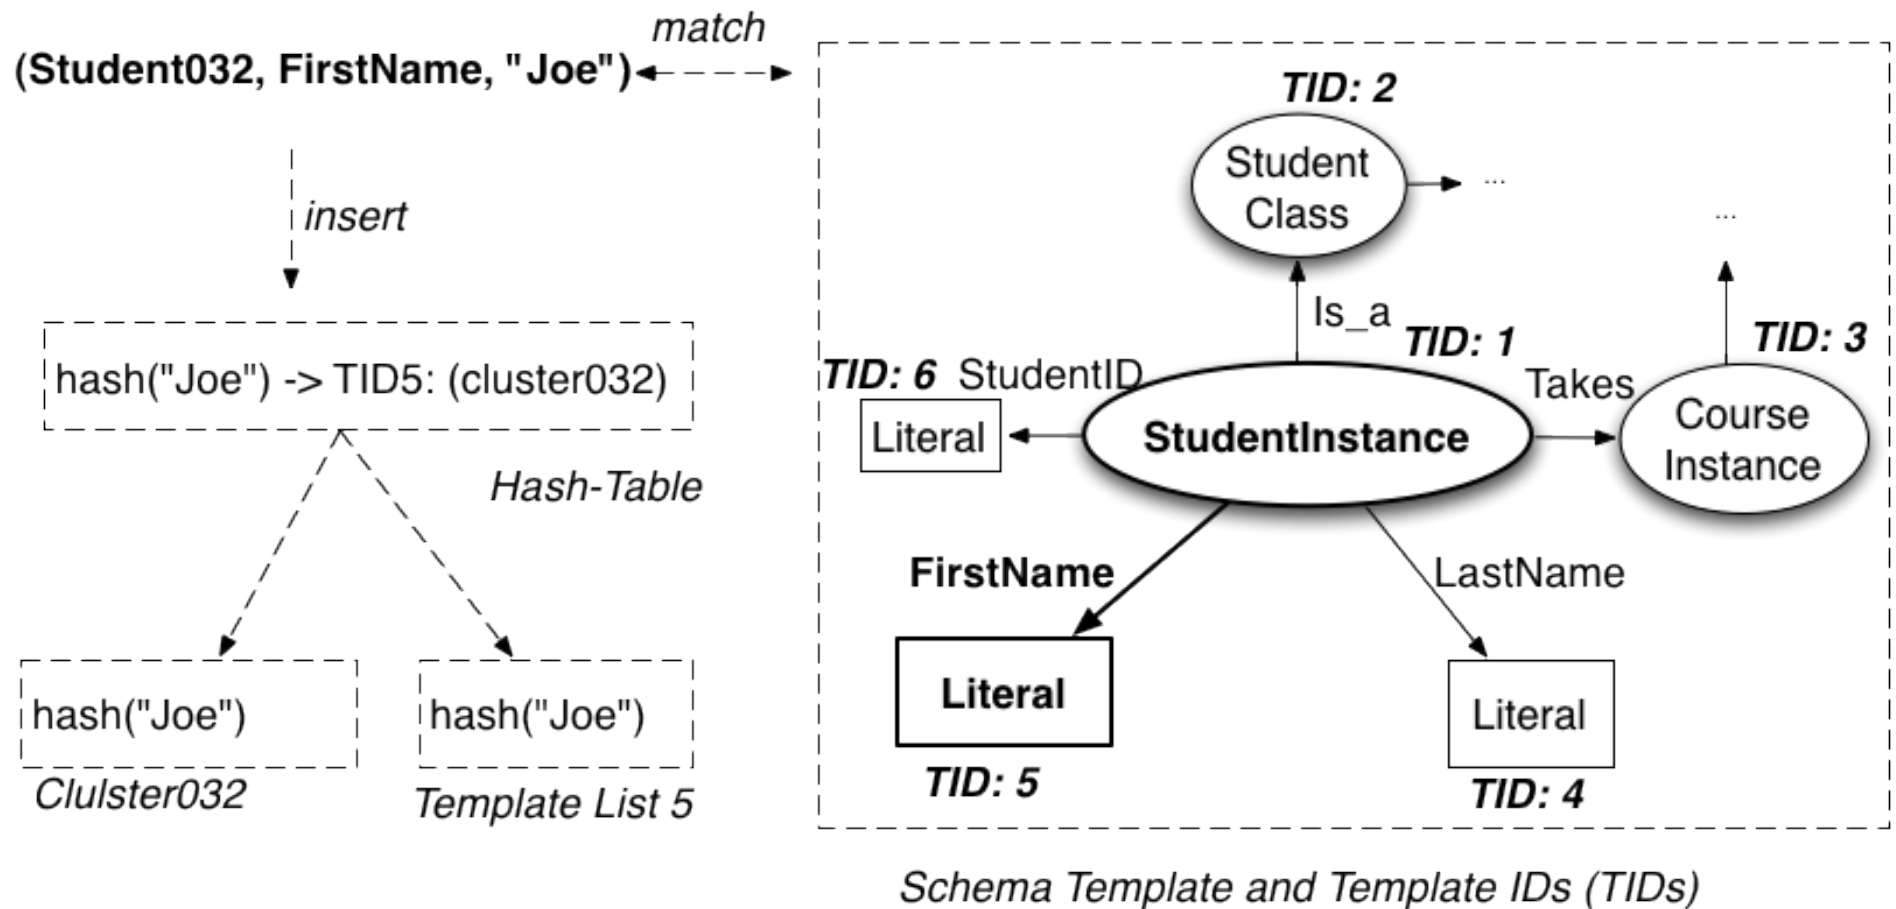 match
(Student032, FirstName, "Joe")
TID: 2
Student
Class
...
...
insert
Is_a
TID: 1
TID: 3
hash("Joe") -> TID5: (cluster032)
TID: 6 StudentID
Takes
Literal
StudentInstance
Course
Instance
Hash-Table
FirstName
LastName
Literal
Literal
hash("Joe")
hash("Joe")
TID: 5
TID: 4
Clulster032
Template List 5
Schema Template and Template IDs (TIDs)